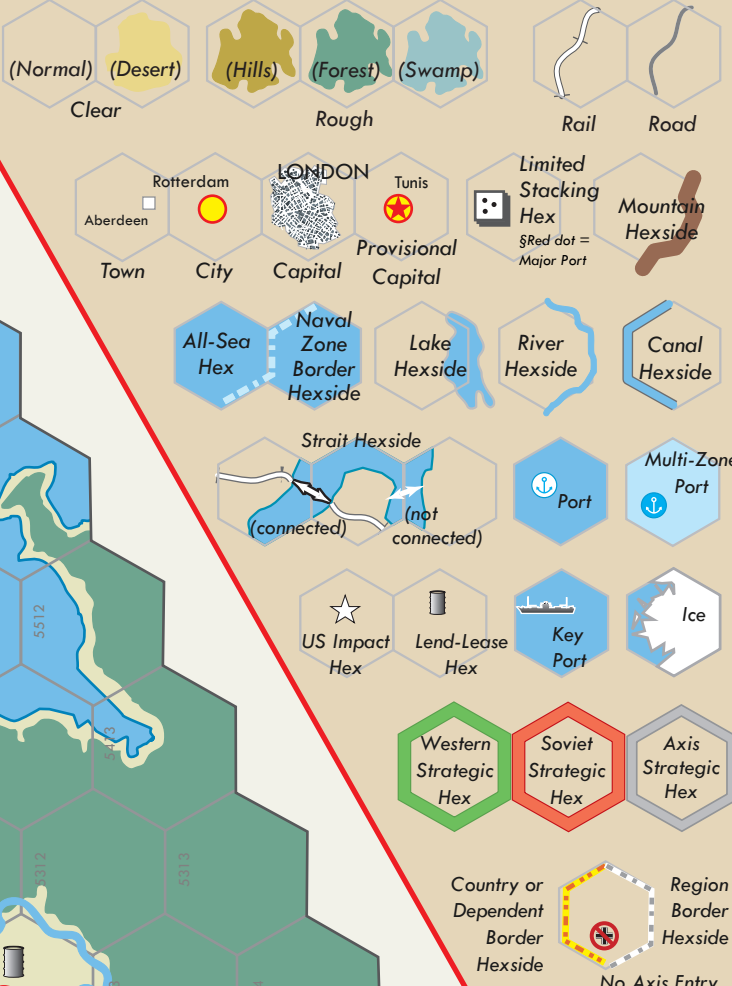 (Normal)
(Desert)
(Hills)
(Forest)
(Swamp)
Clear
Rough
Rail
Road
Aberdeen
Rotterdam
LONDON
Tunis
Limited
Stacking
Hex
§Red dot =
Major Port
Mountain
Hexside
Town
City
Capital
Provisional
Capital
All-Sea
Hex
Naval
Zone
Border
Hexside
Lake
Hexside
River
Hexside
Canal
Hexside
Strait Hexside
(connected)
(not
connected)
Port
Multi-Zone
Port
5512
US Impact
Hex
Lend-Lease
Hex
Key
Port
Ice
5413
Western
Strategic
Hex
Soviet
Strategic
Hex
Axis
Strategic
Hex
5312
5313
Country or
Dependent
Border
Hexside
Region
Border
Hexside
No Axis Entry